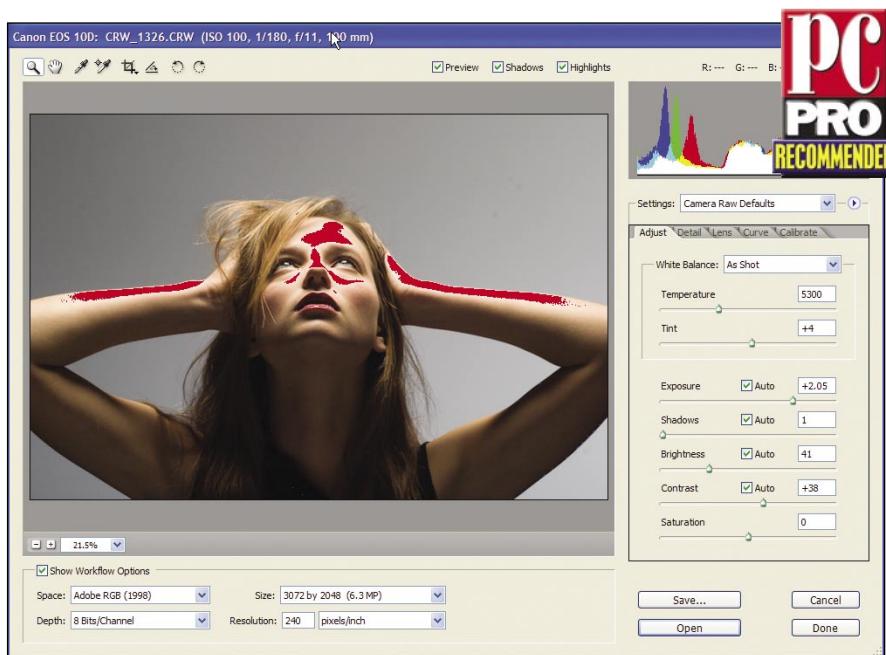 Canon EOS 10D: CRW_1326.CRW (ISO 100, 1/180, f/11, 100 mm)
PC
PRO
RECOMMENDED
Preview Shadows Highlights R: --- G: --- B:
Settings: Camera Raw Defaults
Adjust Detail Lens Curve Calibrate
White Balance: As Shot
Temperature 5300
Tint +4
Exposure Auto +2.05
Shadows Auto 1
Brightness Auto 41
Contrast Auto +38
Saturation 0
21.5%
Show Workflow Options
Space: Adobe RGB (1998) Size: 3072 by 2048 (6.3 MP)
Depth: 8 Bits/Channel Resolution: 240 pixels/inch
Save... Cancel
Open Done